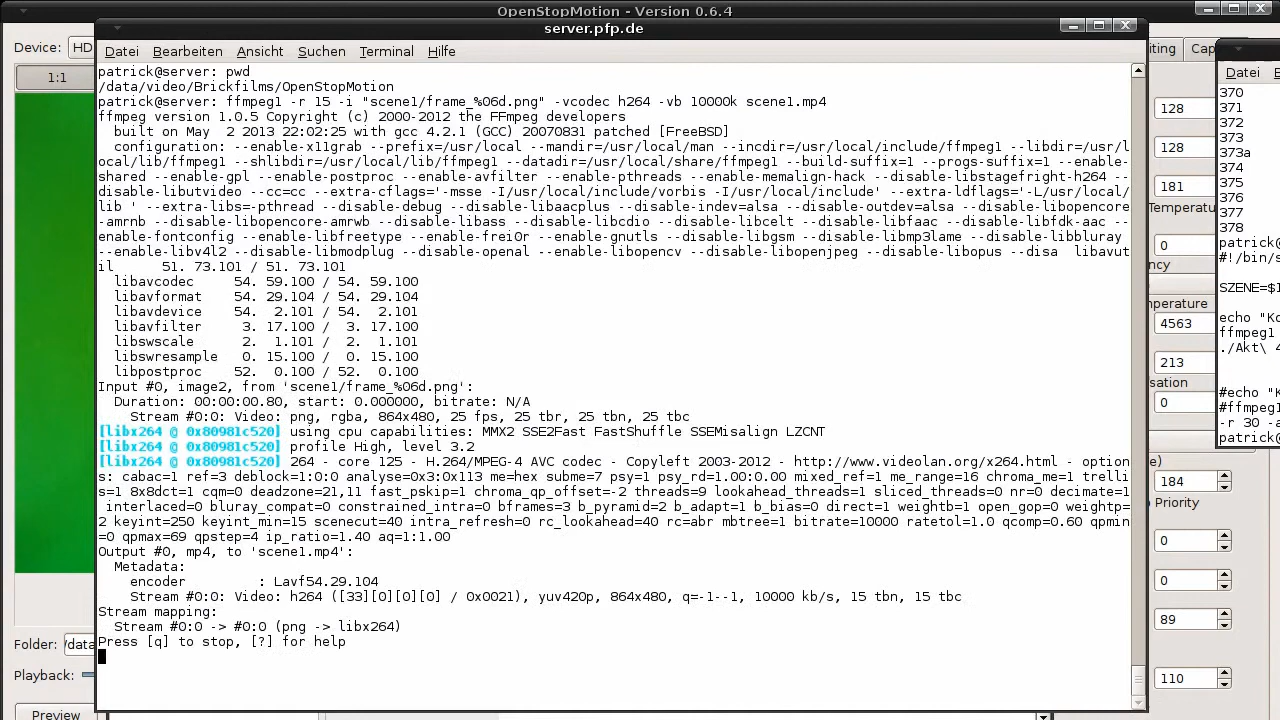 OpenStopMotion - Version 0.6.4
server.pfp.de
Device: HD
1:1
Datei Bearbeiten Ansicht Suchen Terminal Hilfe
patrick@server: pwd
/data/video/Brickfilms/OpenStopMotion
patrick@server: ffmpeg1 -r 15 -i "scene1/frame_%06d.png" -vcodec h264 -vb 10000k scene1.mp4
ffmpeg version 1.0.5 Copyright (c) 2000-2012 the FFmpeg developers
built on May  2 2013 22:02:25 with gcc 4.2.1 (GCC) 20070831 patched [FreeBSD]
configuration: --enable-x11grab --prefix=/usr/local --mandir=/usr/local/man --incdir=/usr/local/include/ffmpeg1 --libdir=/usr/l
ocal/lib/ffmpeg1 --shlibdir=/usr/local/lib/ffmpeg1 --datadir=/usr/local/share/ffmpeg1 --build-suffix=1 --progs-suffix=1 --enable-
shared --enable-gpl --enable-postproc --enable-avfilter --enable-pthreads --enable-memalign-hack --disable-libstagefright-h264 --
disable-libutvideo --cc=cc --extra-cflags='-msse -I/usr/local/include/vorbis -I/usr/local/include' --extra-ldflags='-L/usr/local/
lib ' --extra-libs=-pthread --disable-debug --disable-libaacplus --disable-indev=alsa --disable-outdev=alsa --disable-libopencore
-amrnb --disable-libopencore-amrwb --disable-libass --disable-libcdio --disable-libcelt --disable-libfaac --disable-libfdk-aac --
enable-fontconfig --enable-libfreetype --enable-frei0r --enable-gnutls --disable-libgsm --disable-libmp3lame --disable-libbluray
--enable-libv4l2 --disable-libmodplug --disable-openal --enable-libopencv --disable-libopenjpeg --disable-libopus --disa  libavut
il      51. 73.101 / 51. 73.101
libavcodec     54. 59.100 / 54. 59.100
libavformat    54. 29.104 / 54. 29.104
libavdevice    54.  2.101 / 54.  2.101
libavfilter     3. 17.100 /  3. 17.100
libswscale      2.  1.101 /  2.  1.101
libswresample   0. 15.100 /  0. 15.100
libpostproc    52.  0.100 / 52.  0.100
Input #0, image2, from 'scene1/frame_%06d.png':
Duration: 00:00:00.80, start: 0.000000, bitrate: N/A
Stream #0:0: Video: png, rgba, 864x480, 25 fps, 25 tbr, 25 tbn, 25 tbc
[libx264 @ 0x80981c520] using cpu capabilities: MMX2 SSE2Fast FastShuffle SSEMisalign LZCNT
[libx264 @ 0x80981c520] profile High, level 3.2
[libx264 @ 0x80981c520] 264 - core 125 - H.264/MPEG-4 AVC codec - Copyleft 2003-2012 - http://www.videolan.org/x264.html - option
s: cabac=1 ref=3 deblock=1:0:0 analyse=0x3:0x113 me=hex subme=7 psy=1 psy_rd=1.00:0.00 mixed_ref=1 me_range=16 chroma_me=1 trelli
s=1 8x8dct=1 cqm=0 deadzone=21,11 fast_pskip=1 chroma_qp_offset=-2 threads=9 lookahead_threads=1 sliced_threads=0 nr=0 decimate=1
interlaced=0 bluray_compat=0 constrained_intra=0 bframes=3 b_pyramid=2 b_adapt=1 b_bias=0 direct=1 weightb=1 open_gop=0 weightp=
2 keyint=250 keyint_min=15 scenecut=40 intra_refresh=0 rc_lookahead=40 rc=abr mbtree=1 bitrate=10000 ratetol=1.0 qcomp=0.60 qpmin
=0 qpmax=69 qpstep=4 ip_ratio=1.40 aq=1:1.00
Output #0, mp4, to 'scene1.mp4':
Metadata:
encoder         : Lavf54.29.104
Stream #0:0: Video: h264 ([33][0][0][0] / 0x0021), yuv420p, 864x480, q=-1--1, 10000 kb/s, 15 tbn, 15 tbc
Stream mapping:
Stream #0:0 -> #0:0 (png -> libx264)
Press [q] to stop, [?] for help
Folder: /data
Playback:
Preview
iting Cap
128
128
181
Temperature
0
ncy
mperature
4563
213
isation
0
e)
184
Priority
0
0
89
110
Datei
370
371
372
373
373a
374
375
376
377
378
patrick@
#!/bin/s
SZENE=$1
echo "Ko
ffmpeg1
./Akt\ 4
#echo "K
#ffmpeg1
-r 30 -a
patrick@